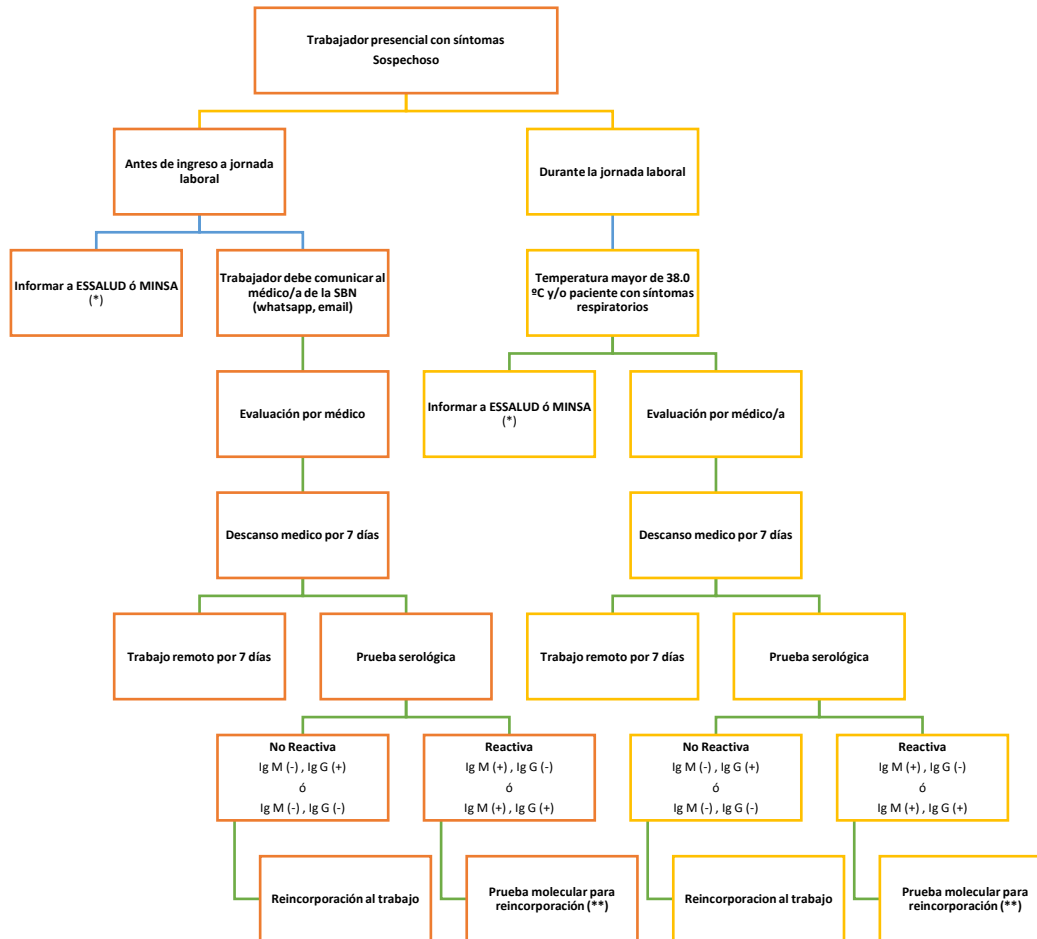 Trabajador presencial con síntomas
Sospechoso
Antes de ingreso a jornada
laboral
Durante la jornada laboral
Informar a ESSALUD ó MINSA
(*)
Trabajador debe comunicar al
médico/a de la SBN
(whatsapp, email)
Temperatura mayor de 38.0
ºC y/o paciente con síntomas
respiratorios
Evaluación por médico
Informar a ESSALUD ó MINSA
(*)
Evaluación por médico/a
Descanso medico por 7 días
Descanso medico por 7 días
Trabajo remoto por 7 días
Prueba serológica
Trabajo remoto por 7 días
Prueba serológica
No Reactiva
Ig M (-) , Ig G (+)
ó
Ig M (-) , Ig G (-)
Reactiva
Ig M (+) , Ig G (-)
ó
Ig M (+) , Ig G (+)
No Reactiva
Ig M (-) , Ig G (+)
ó
Ig M (-) , Ig G (-)
Reactiva
Ig M (+) , Ig G (-)
ó
Ig M (+) , Ig G (+)
Reincorporación al trabajo
Prueba molecular para
reincorporación (**)
Reincorporacion al trabajo
Prueba molecular para
reincorporación (**)